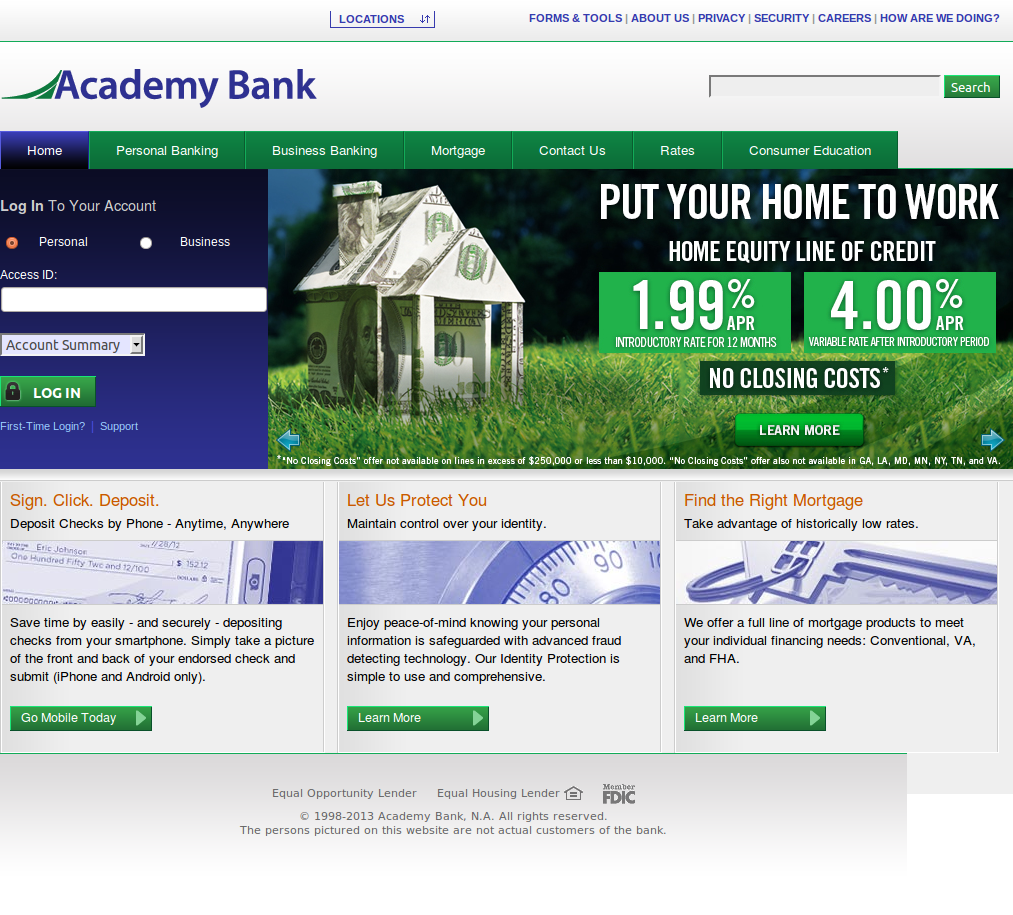 LOCATIONS
FORMS & TOOLS | ABOUT US | PRIVACY | SECURITY | CAREERS | HOW ARE WE DOING?
Academy Bank
Search
Home
Personal Banking
Business Banking
Mortgage
Contact Us
Rates
Consumer Education
Log In To Your Account
Personal
Business
Access ID:
Account Summary
LOG IN
First-Time Login? | Support
PUT YOUR HOME TO WORK
HOME EQUITY LINE OF CREDIT
1.99% APR
INTRODUCTORY RATE FOR 12 MONTHS
4.00% APR
VARIABLE RATE AFTER INTRODUCTORY PERIOD
NO CLOSING COSTS*
LEARN MORE
*"No Closing Costs" offer not available on lines in excess of $250,000 or less than $10,000. "No Closing Costs" offer also not available in GA, LA, MD, MN, NY, TN, and VA.
Sign. Click. Deposit.
Deposit Checks by Phone - Anytime, Anywhere
Eric Johnson
7/28/12
One Hundred Fifty Two and 12/100
$ 152.12
DOLLARS
Save time by easily - and securely - depositing
checks from your smartphone. Simply take a picture
of the front and back of your endorsed check and
submit (iPhone and Android only).
Go Mobile Today
Let Us Protect You
Maintain control over your identity.
80
90
10
Enjoy peace-of-mind knowing your personal
information is safeguarded with advanced fraud
detecting technology. Our Identity Protection is
simple to use and comprehensive.
Learn More
Find the Right Mortgage
Take advantage of historically low rates.
We offer a full line of mortgage products to meet
your individual financing needs: Conventional, VA,
and FHA.
Learn More
Equal Opportunity Lender
Equal Housing Lender
Member
FDIC
© 1998-2013 Academy Bank, N.A. All rights reserved.
The persons pictured on this website are not actual customers of the bank.